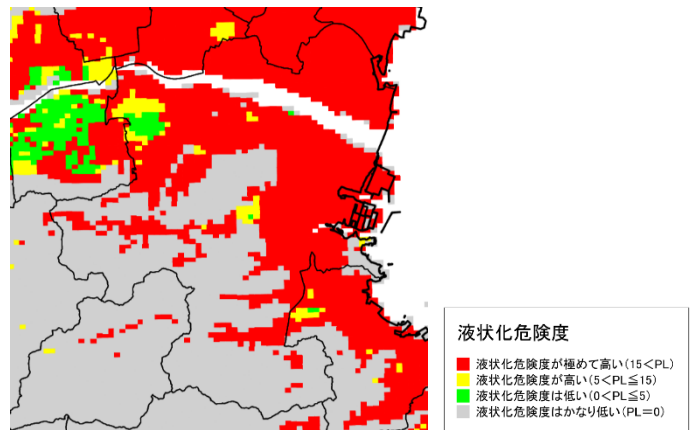 液状化危険度
液状化危険度が極めて高い(15<PL)
液状化危険度が高い(5<PL≦15)
液状化危険度は低い(0<PL≦5)
液状化危険度はかなり低い(PL=0)